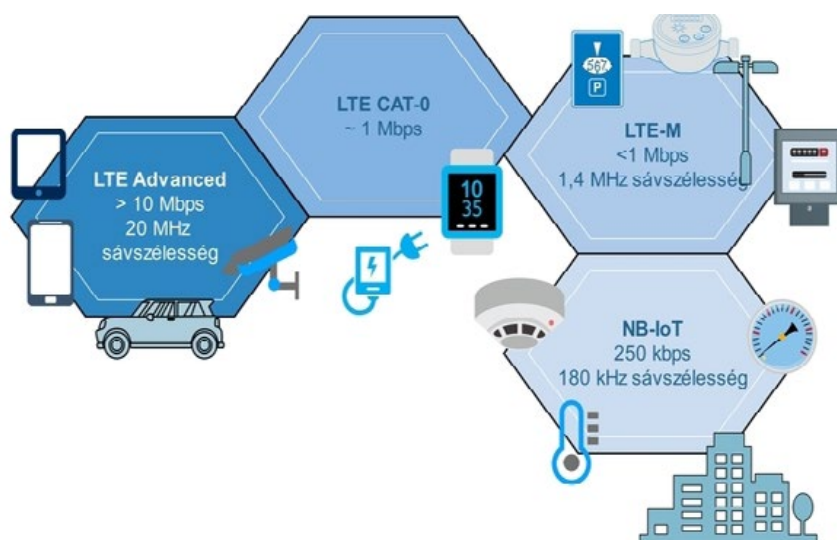 LTE Advanced
> 10 Mbps
20 MHz
sávszélesség
LTE CAT-0
~ 1 Mbps
10
35
567
P
LTE-M
<1 Mbps
1,4 MHz sávszélesség
NB-IoT
250 kbps
180 kHz sávszélesség